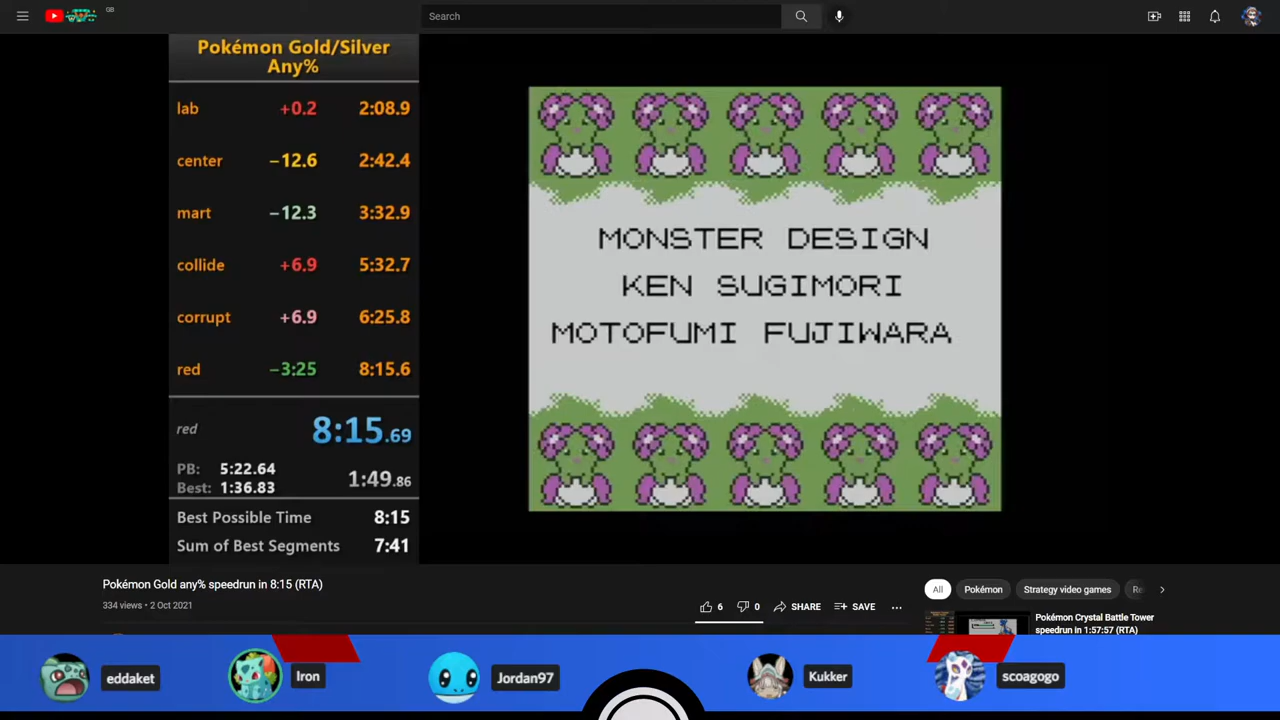 GB
Search
Pokémon Gold/Silver
Any%
lab +0.2 2:08.9
center −12.6 2:42.4
mart −12.3 3:32.9
collide +6.9 5:32.7
corrupt +6.9 6:25.8
red −3:25 8:15.6
red 8:15.69
PB: 5:22.64
Best: 1:36.83
1:49.86
Best Possible Time 8:15
Sum of Best Segments 7:41
MONSTER DESIGN
KEN SUGIMORI
MOTOFUMI FUJIWARA
Pokémon Gold any% speedrun in 8:15 (RTA)
334 views • 2 Oct 2021
6 0 SHARE SAVE
All Pokémon Strategy video games Re
Pokémon Crystal Battle Tower
speedrun in 1:57:57 (RTA)
eddaket Iron Jordan97 Kukker scoagogo